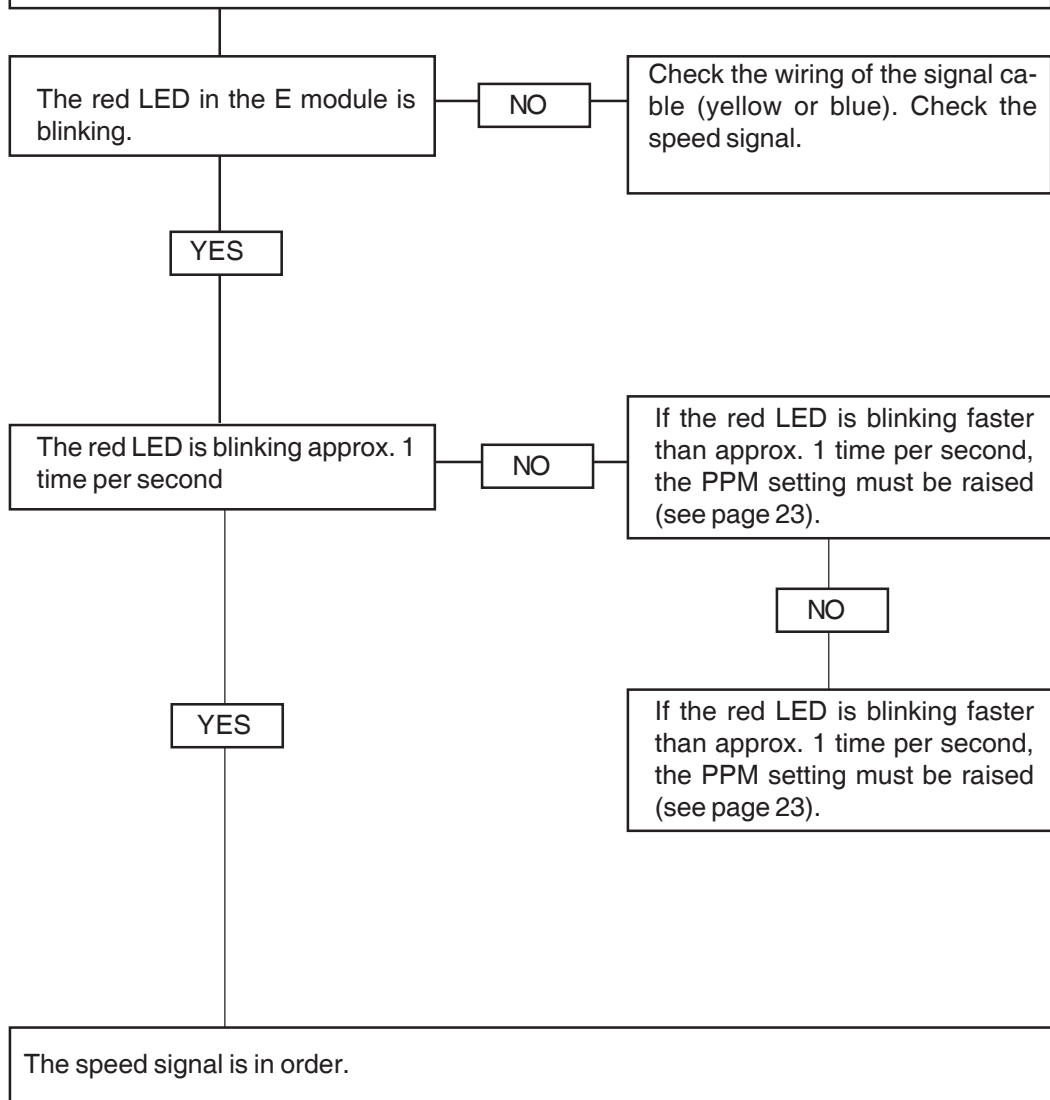 The red LED in the E module is
blinking.
NO
Check the wiring of the signal ca-
ble (yellow or blue). Check the
speed signal.
YES
The red LED is blinking approx. 1
time per second
NO
If the red LED is blinking faster
than approx. 1 time per second,
the PPM setting must be raised
(see page 23).
NO
YES
If the red LED is blinking faster
than approx. 1 time per second,
the PPM setting must be raised
(see page 23).
The speed signal is in order.